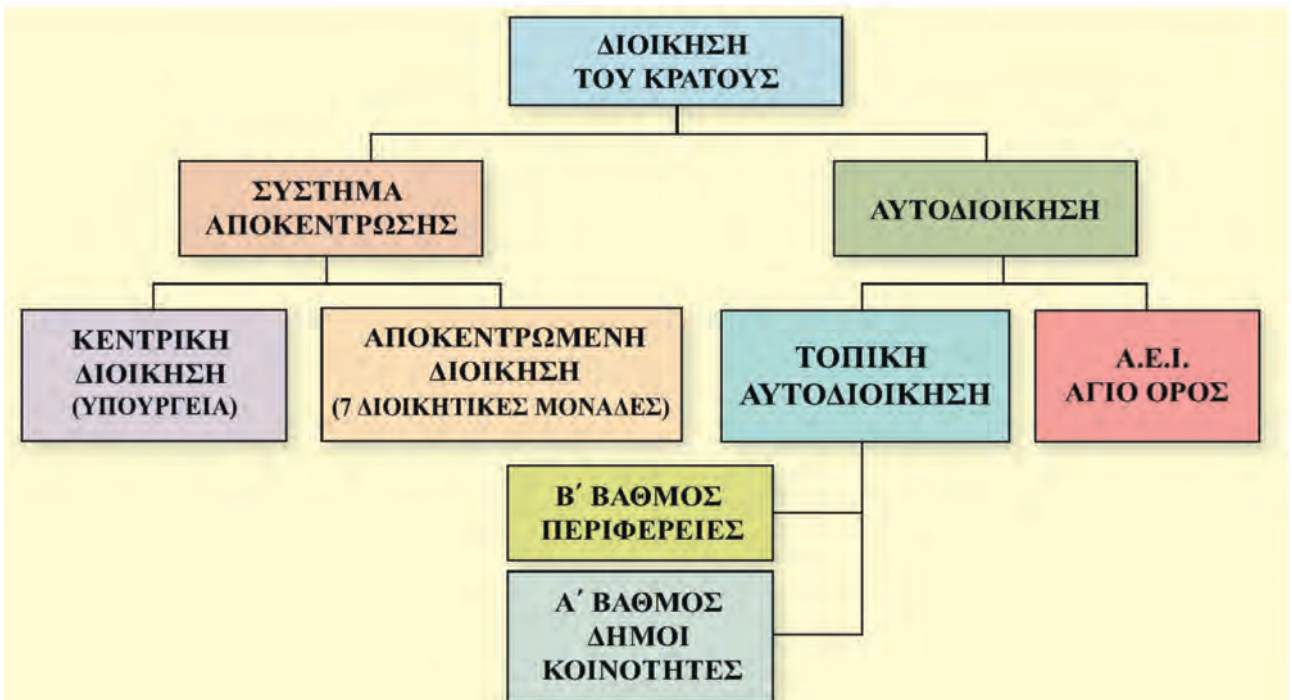 ΔΙΟΙΚΗΣΗ
ΤΟΥ ΚΡΑΤΟΥΣ
ΣΥΣΤΗΜΑ
ΑΠΟΚΕΝΤΡΩΣΗΣ
ΑΥΤΟΔΙΟΙΚΗΣΗ
ΚΕΝΤΡΙΚΗ
ΔΙΟΙΚΗΣΗ
(ΥΠΟΥΡΓΕΙΑ)
ΑΠΟΚΕΝΤΡΩΜΕΝΗ
ΔΙΟΙΚΗΣΗ
(7 ΔΙΟΙΚΗΤΙΚΕΣ ΜΟΝΑΔΕΣ)
ΤΟΠΙΚΗ
ΑΥΤΟΔΙΟΙΚΗΣΗ
Α.Ε.Ι.
ΑΓΙΟ ΟΡΟΣ
Β΄ ΒΑΘΜΟΣ
ΠΕΡΙΦΕΡΕΙΕΣ
Α΄ ΒΑΘΜΟΣ
ΔΗΜΟΙ
ΚΟΙΝΟΤΗΤΕΣ